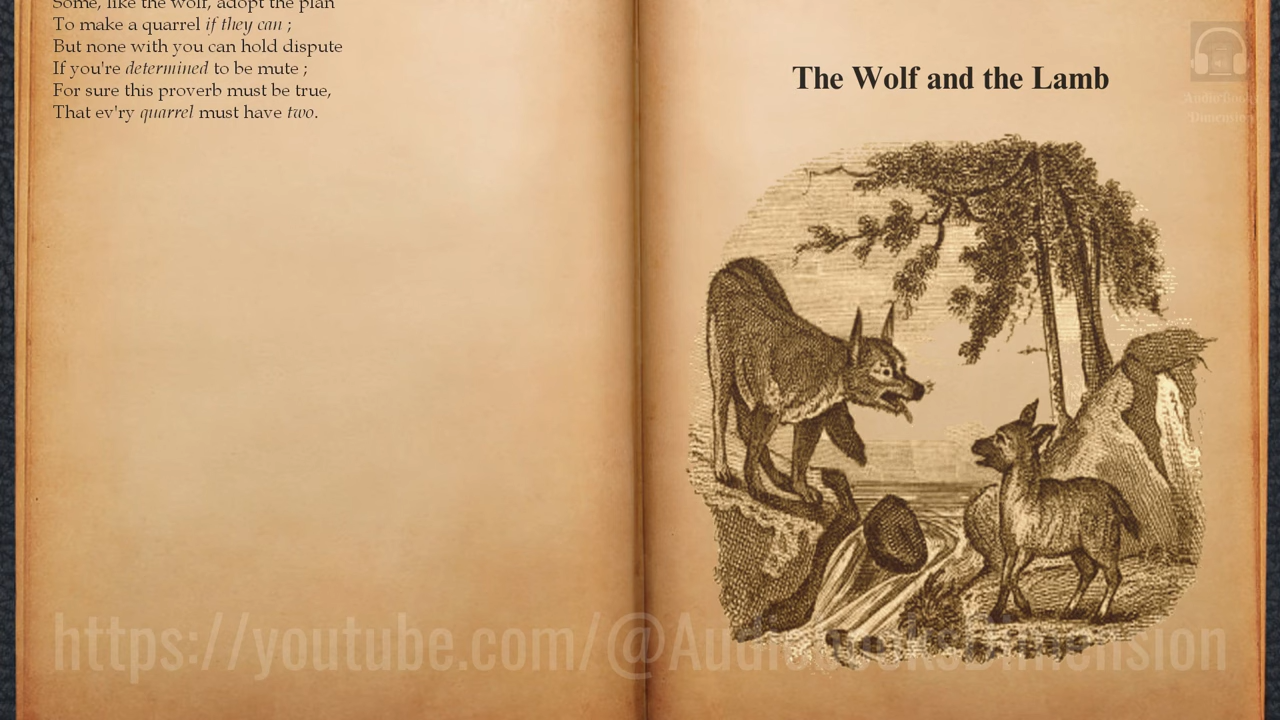 Some, like the wolf, adopt the plan
To make a quarrel if they can ;
But none with you can hold dispute
If you're determined to be mute ;
For sure this proverb must be true,
That ev'ry quarrel must have two.
The Wolf and the Lamb
AudioBooks
Dimension
https://youtube.com/@AudiobooksDimension